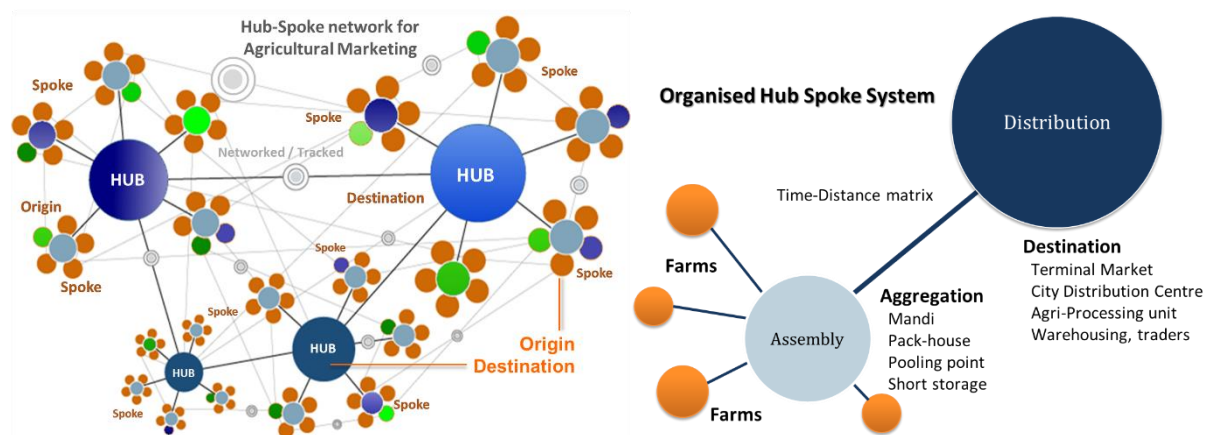 Hub-Spoke network for
Agricultural Marketing
Spoke
Spoke
Spoke
Networked / Tracked
HUB
HUB
Origin
Destination
Spoke
Spoke
Spoke
Spoke
HUB
HUB
Origin
Destination
Spoke
Spoke
Organised Hub Spoke System
Distribution
Time-Distance matrix
Farms
Destination
Terminal Market
City Distribution Centre
Agri-Processing unit
Warehousing, traders
Aggregation
Mandi
Pack-house
Pooling point
Short storage
Assembly
Farms